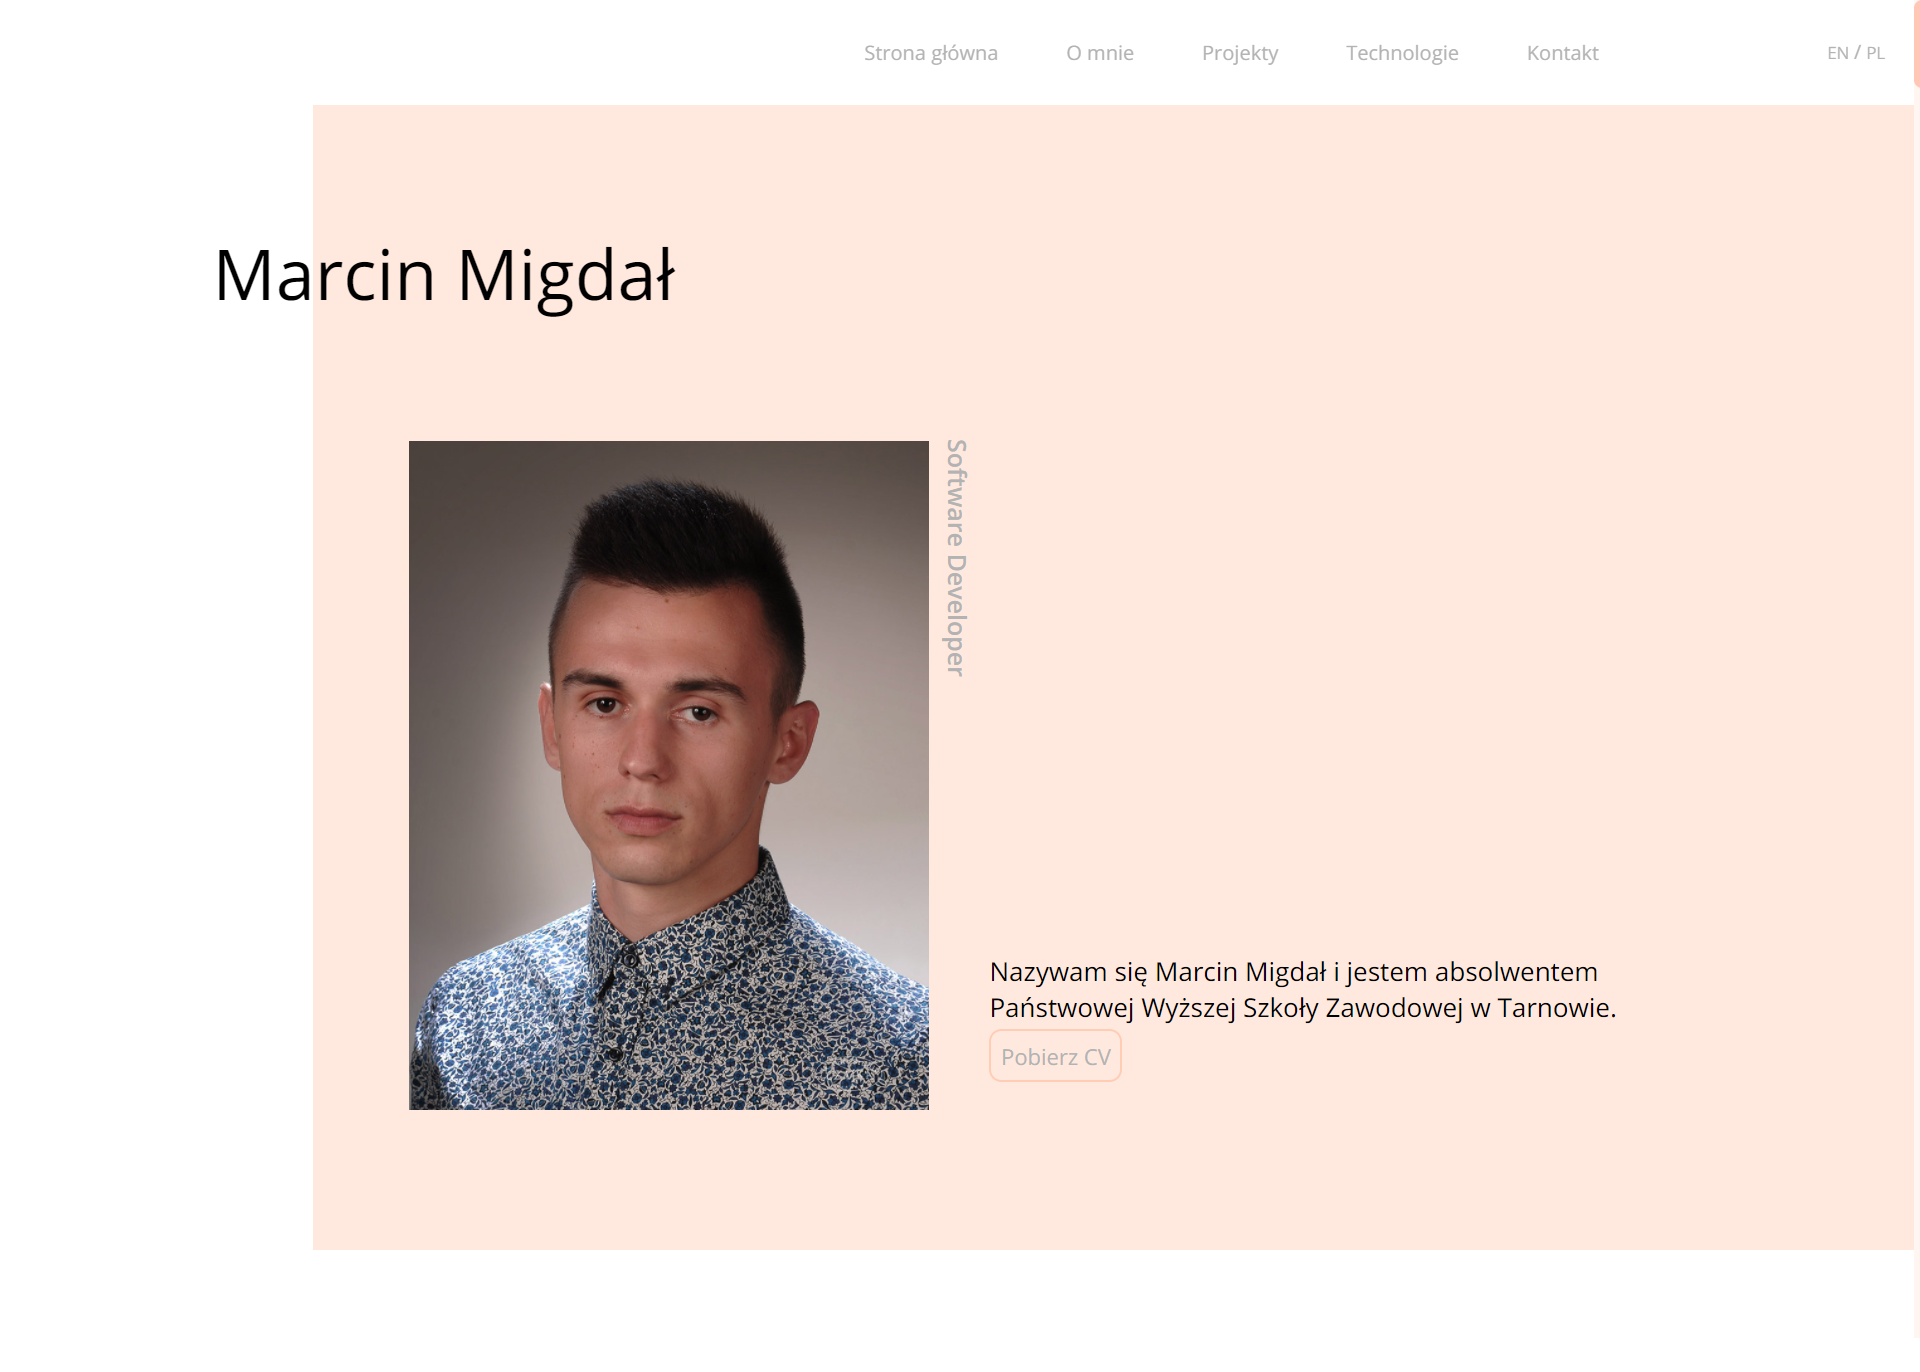 Strona główna
O mnie
Projekty
Technologie
Kontakt
EN / PL
Marcin Migdał
Software Developer
Nazywam się Marcin Migdał i jestem absolwentem
Państwowej Wyższej Szkoły Zawodowej w Tarnowie.
Pobierz CV